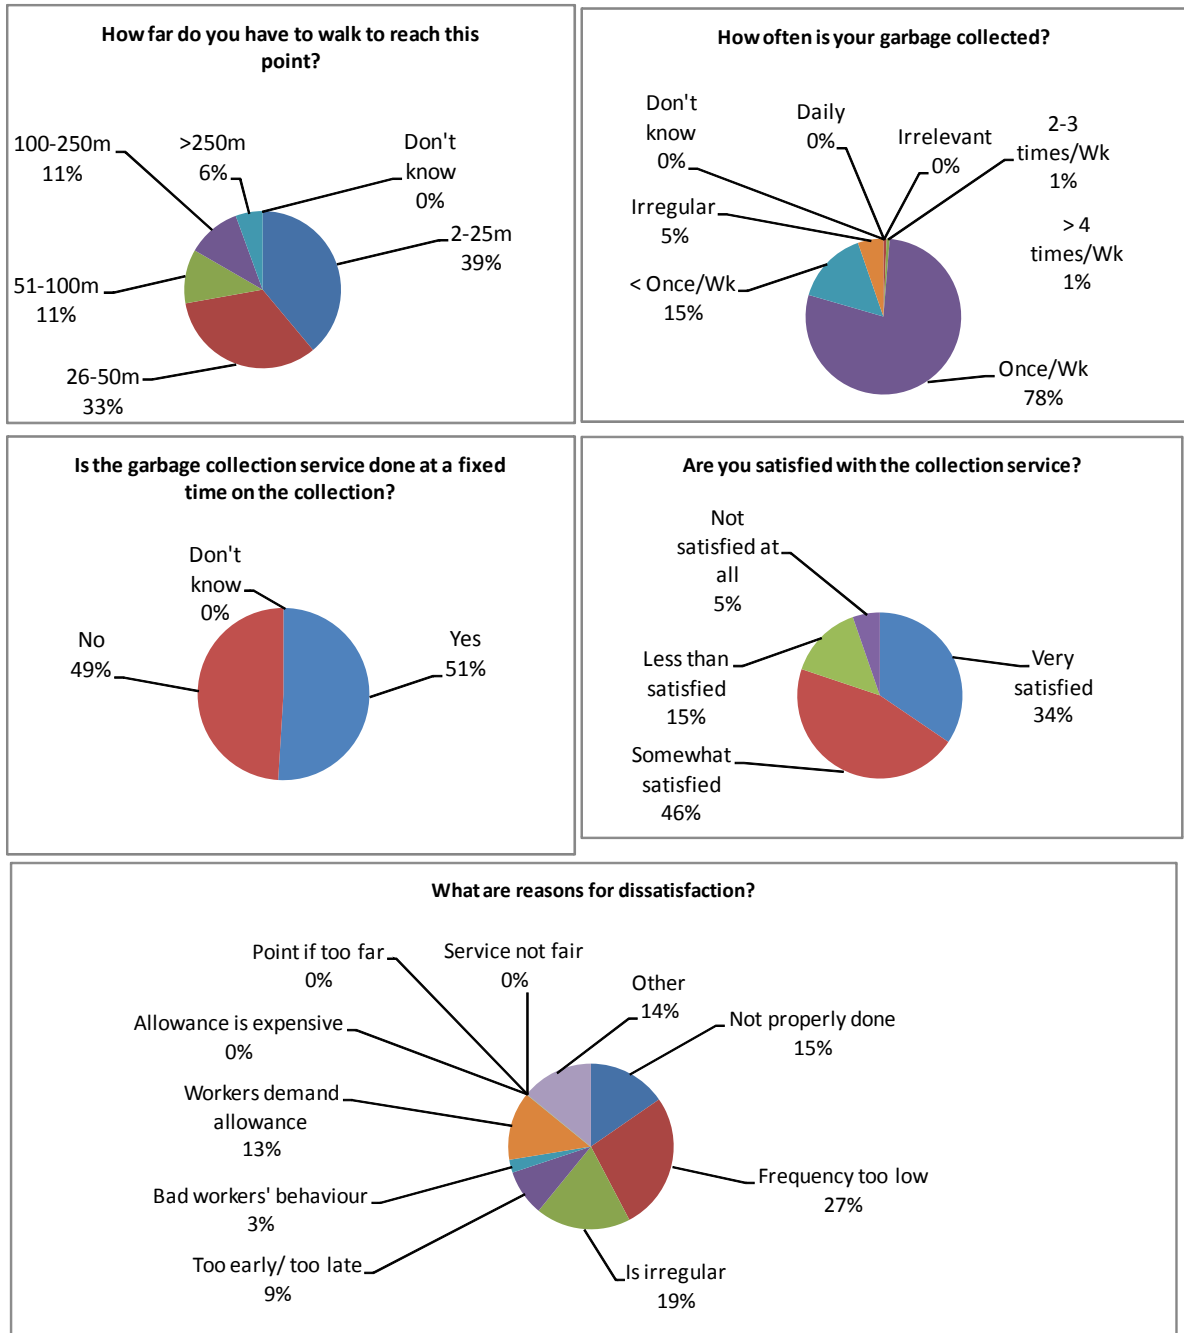 How far do you have to walk to reach this
point?
100-250m
11%
>250m
6%
Don't
know
0%
2-25m
39%
51-100m
11%
26-50m
33%
How often is your garbage collected?
Don't
know
0%
Daily
0%
Irrelevant
0%
2-3
times/Wk
1%
Irregular
5%
> 4
times/Wk
1%
< Once/Wk
15%
Once/Wk
78%
Is the garbage collection service done at a fixed
time on the collection?
Don't
know
0%
No
49%
Yes
51%
Are you satisfied with the collection service?
Not
satisfied at
all
5%
Less than
satisfied
15%
Very
satisfied
34%
Somewhat
satisfied
46%
What are reasons for dissatisfaction?
Point if too far
0%
Service not fair
0%
Other
14%
Not properly done
15%
Allowance is expensive
0%
Workers demand
allowance
13%
Bad workers' behaviour
3%
Frequency too low
27%
Too early/ too late
9%
Is irregular
19%